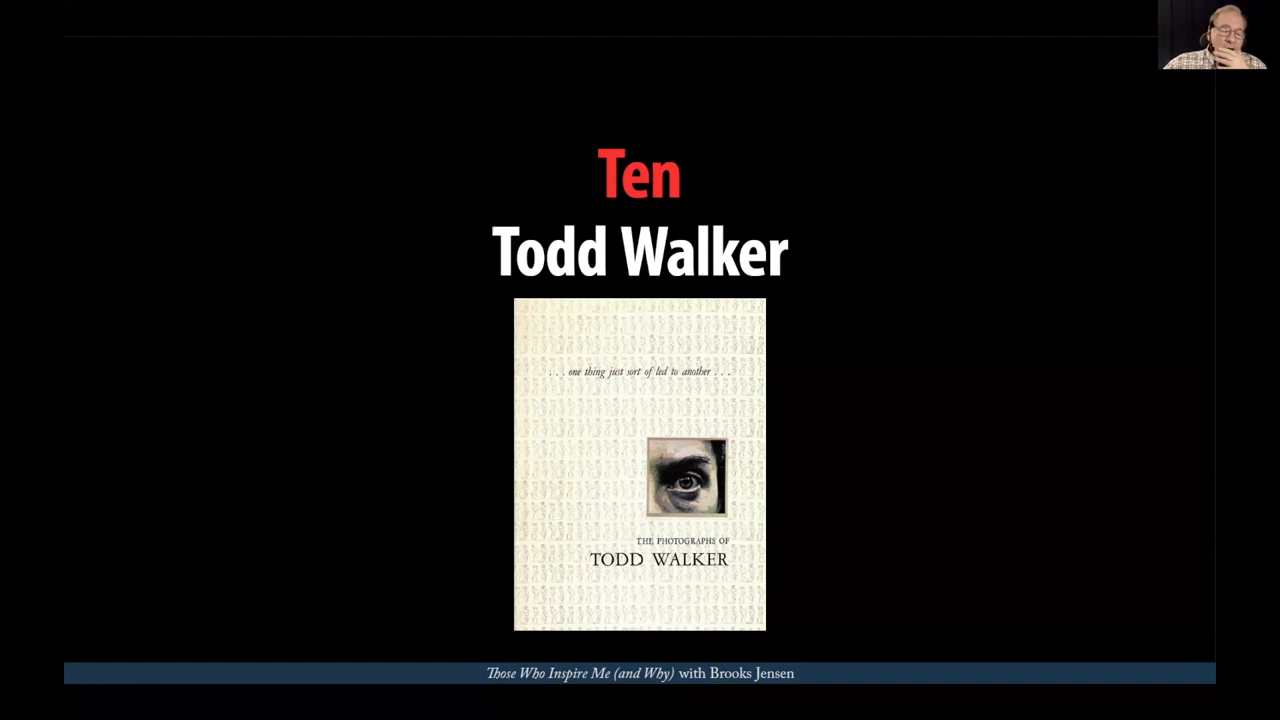 Ten
Todd Walker
. . . one thing just sort of led to another . . .
THE PHOTOGRAPHS OF
TODD WALKER
Those Who Inspire Me (and Why) with Brooks Jensen